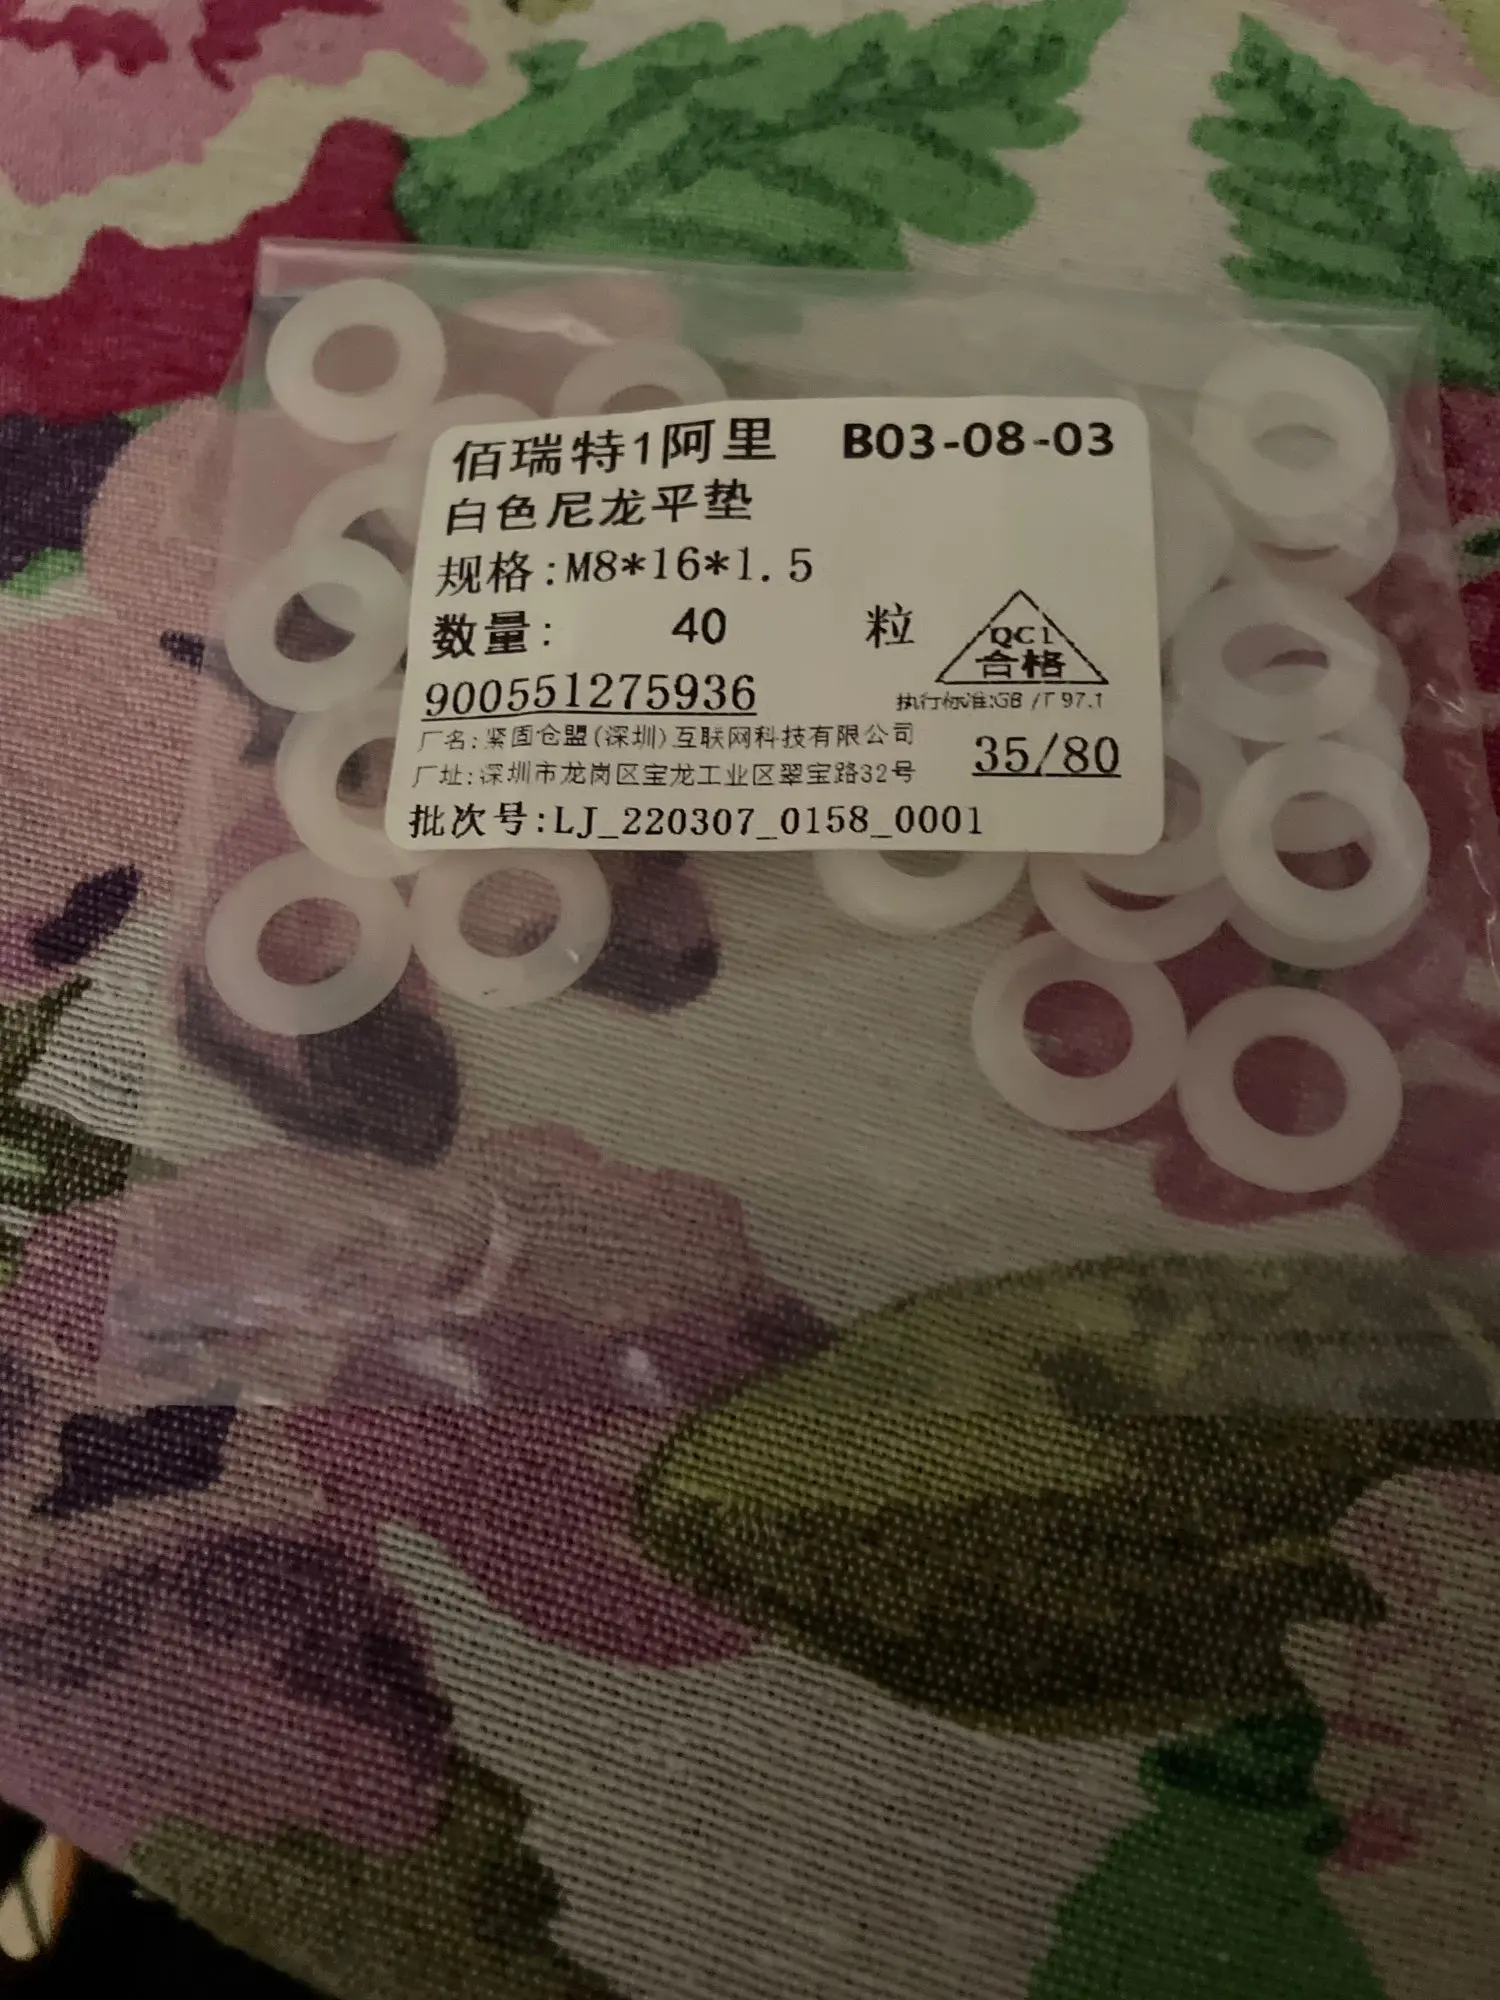 佰瑞特1阿里 B03-08-03
白色尼龙平垫
规格:M8*16*1.5
数量: 40 粒
QC1
合格
900551275936
执行标准:GB/T 97.1
厂名:紧固仓盟(深圳)互联网科技有限公司
厂址:深圳市龙岗区宝龙工业区翠宝路32号
35/80
批次号:LJ_220307_0158_0001